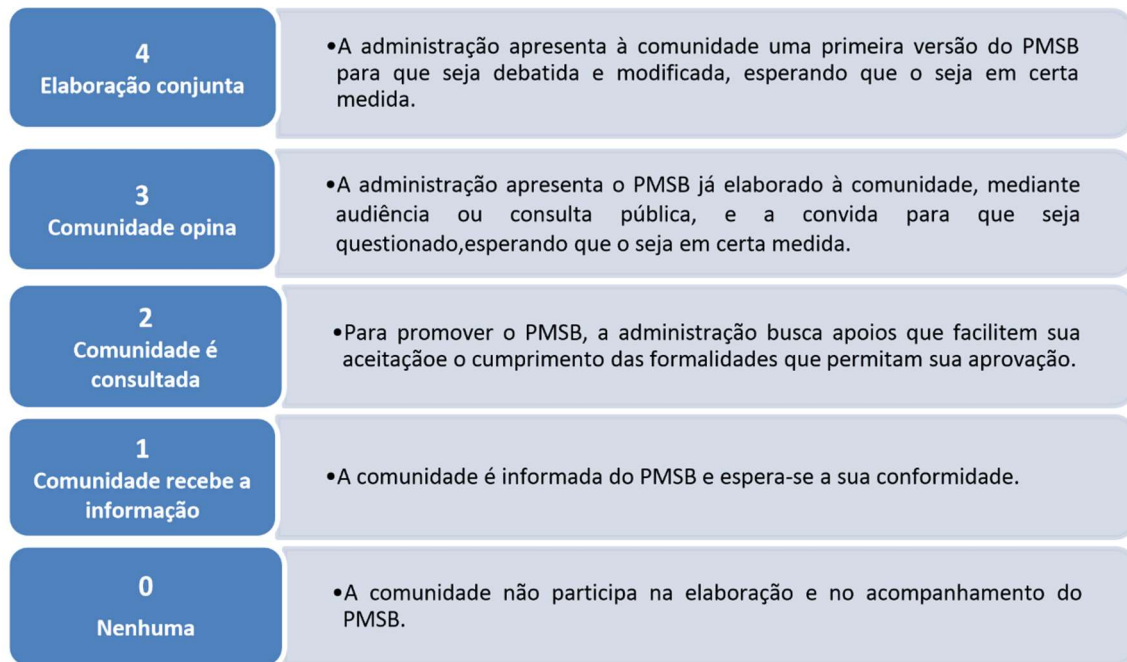 4
Elaboração conjunta
•A administração apresenta à comunidade uma primeira versão do PMSB
para que seja debatida e modificada, esperando que o seja em certa
medida.
3
Comunidade opina
•A administração apresenta o PMSB já elaborado à comunidade, mediante
audiência ou consulta pública, e a convida para que seja
questionado,esperando que o seja em certa medida.
2
Comunidade é
consultada
•Para promover o PMSB, a administração busca apoios que facilitem sua
aceitaçãoe o cumprimento das formalidades que permitam sua aprovação.
1
Comunidade recebe a
informação
•A comunidade é informada do PMSB e espera-se a sua conformidade.
0
Nenhuma
•A comunidade não participa na elaboração e no acompanhamento do
PMSB.